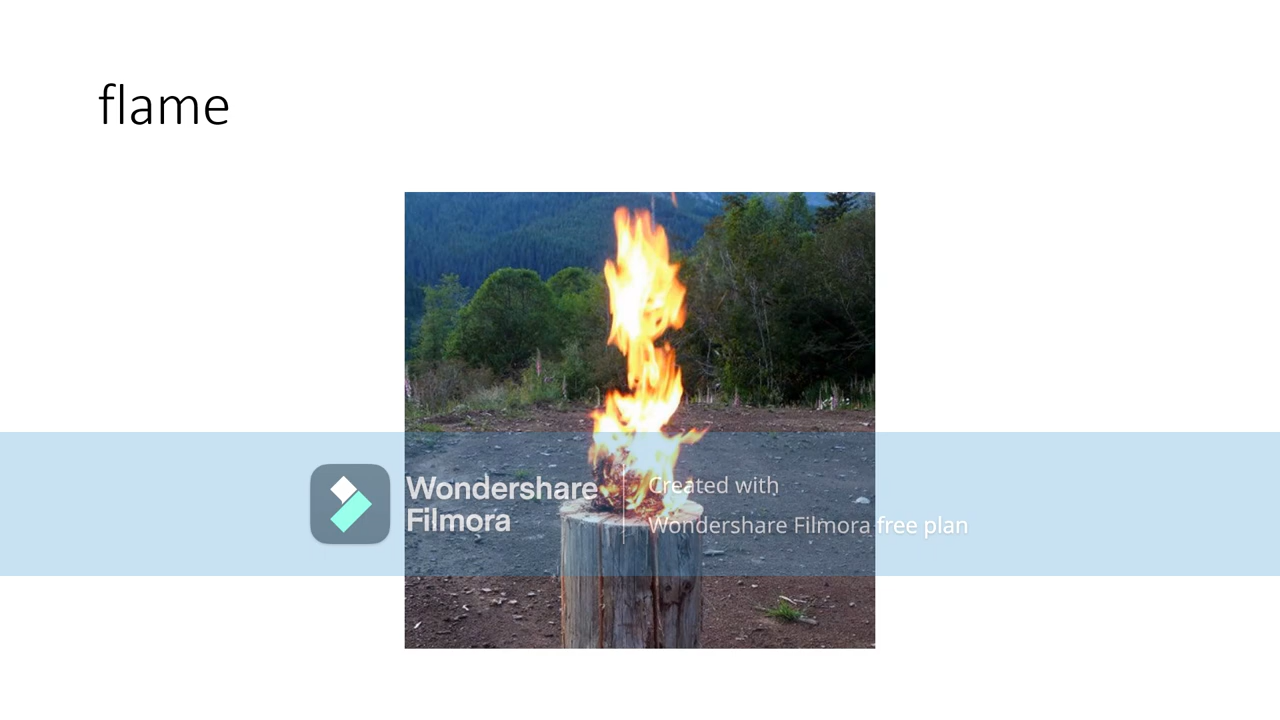 flame
Wondershare
Filmora
Created with
Wondershare Filmora free plan